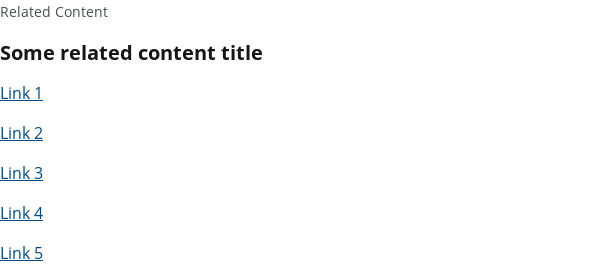 Related Content
Some related content title
Link 1
Link 2
Link 3
Link 4
Link 5